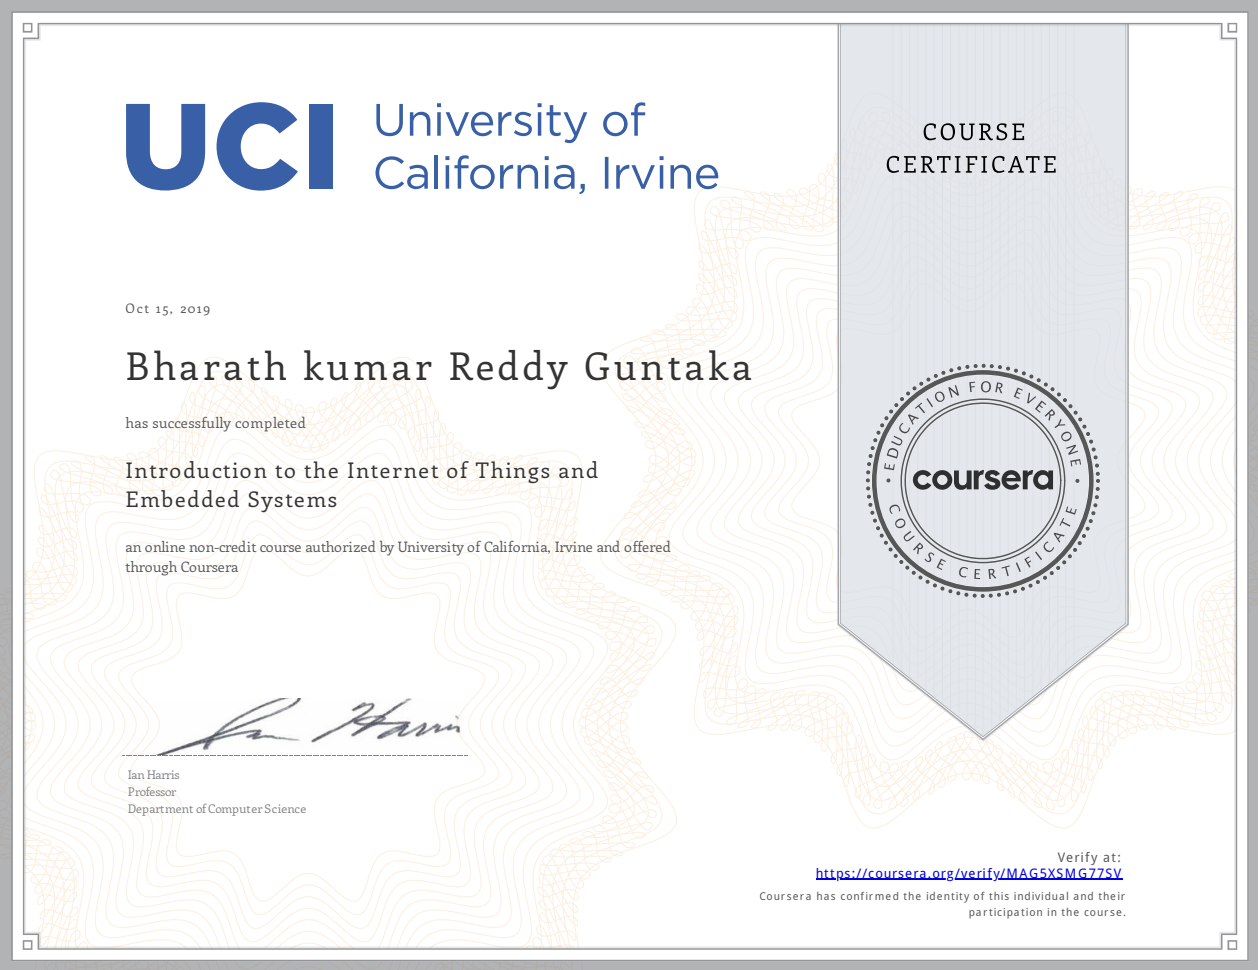 UCI University of
California, Irvine
COURSE
CERTIFICATE
Oct 15, 2019
Bharath kumar Reddy Guntaka
has successfully completed
Introduction to the Internet of Things and
Embedded Systems
an online non-credit course authorized by University of California, Irvine and offered
through Coursera
EDUCATION FOR EVERYONE
coursera
COURSE CERTIFICATE
Ian Harris
Ian Harris
Professor
Department of Computer Science
Verify at:
https://coursera.org/verify/MAG5XSMG77SV
Coursera has confirmed the identity of this individual and their
participation in the course.